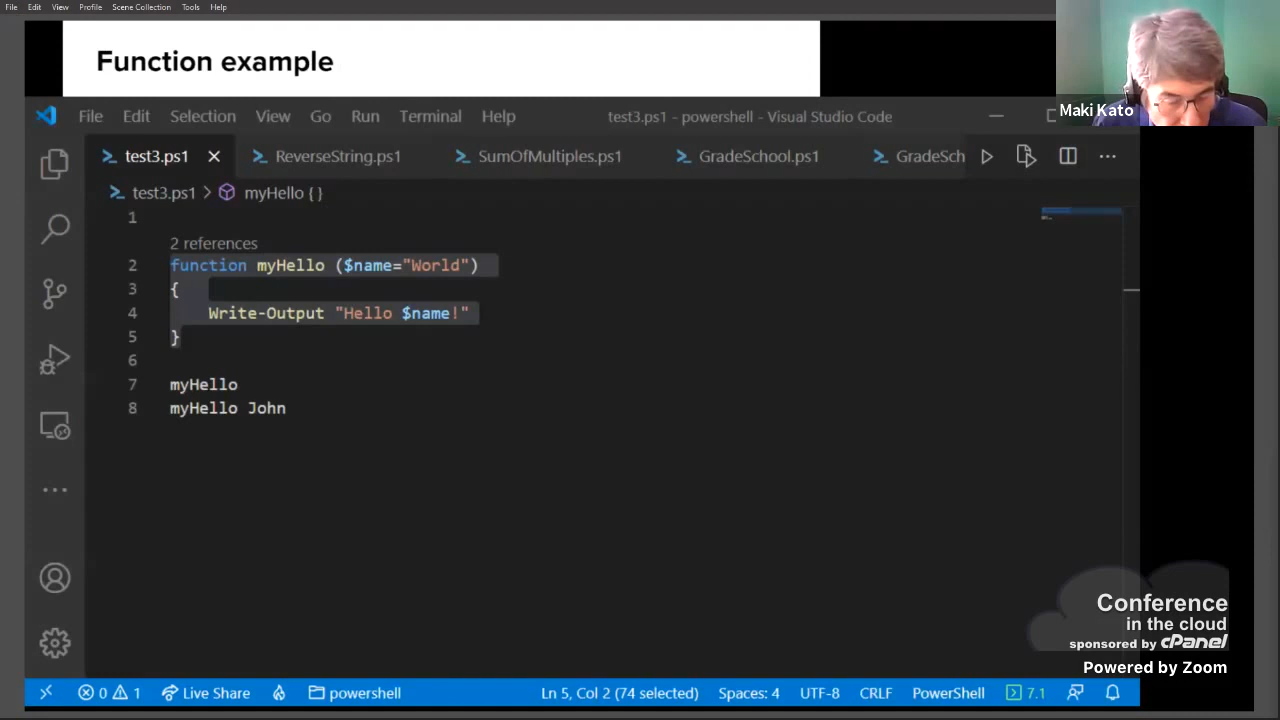 File Edit View Profile Scene Collection Tools Help
Function example
Maki Kato
File Edit Selection View Go Run Terminal Help test3.ps1 - powershell - Visual Studio Code
test3.ps1 ReverseString.ps1 SumOfMultiples.ps1 GradeSchool.ps1 GradeSch
test3.ps1 > myHello { }
1
2 references
2 function myHello ($name="World")
3 {
4 Write-Output "Hello $name!"
5 }
6
7 myHello
8 myHello John
Conference
in the cloud
sponsored by cPanel
Powered by Zoom
0 1 Live Share powershell Ln 5, Col 2 (74 selected) Spaces: 4 UTF-8 CRLF PowerShell 7.1